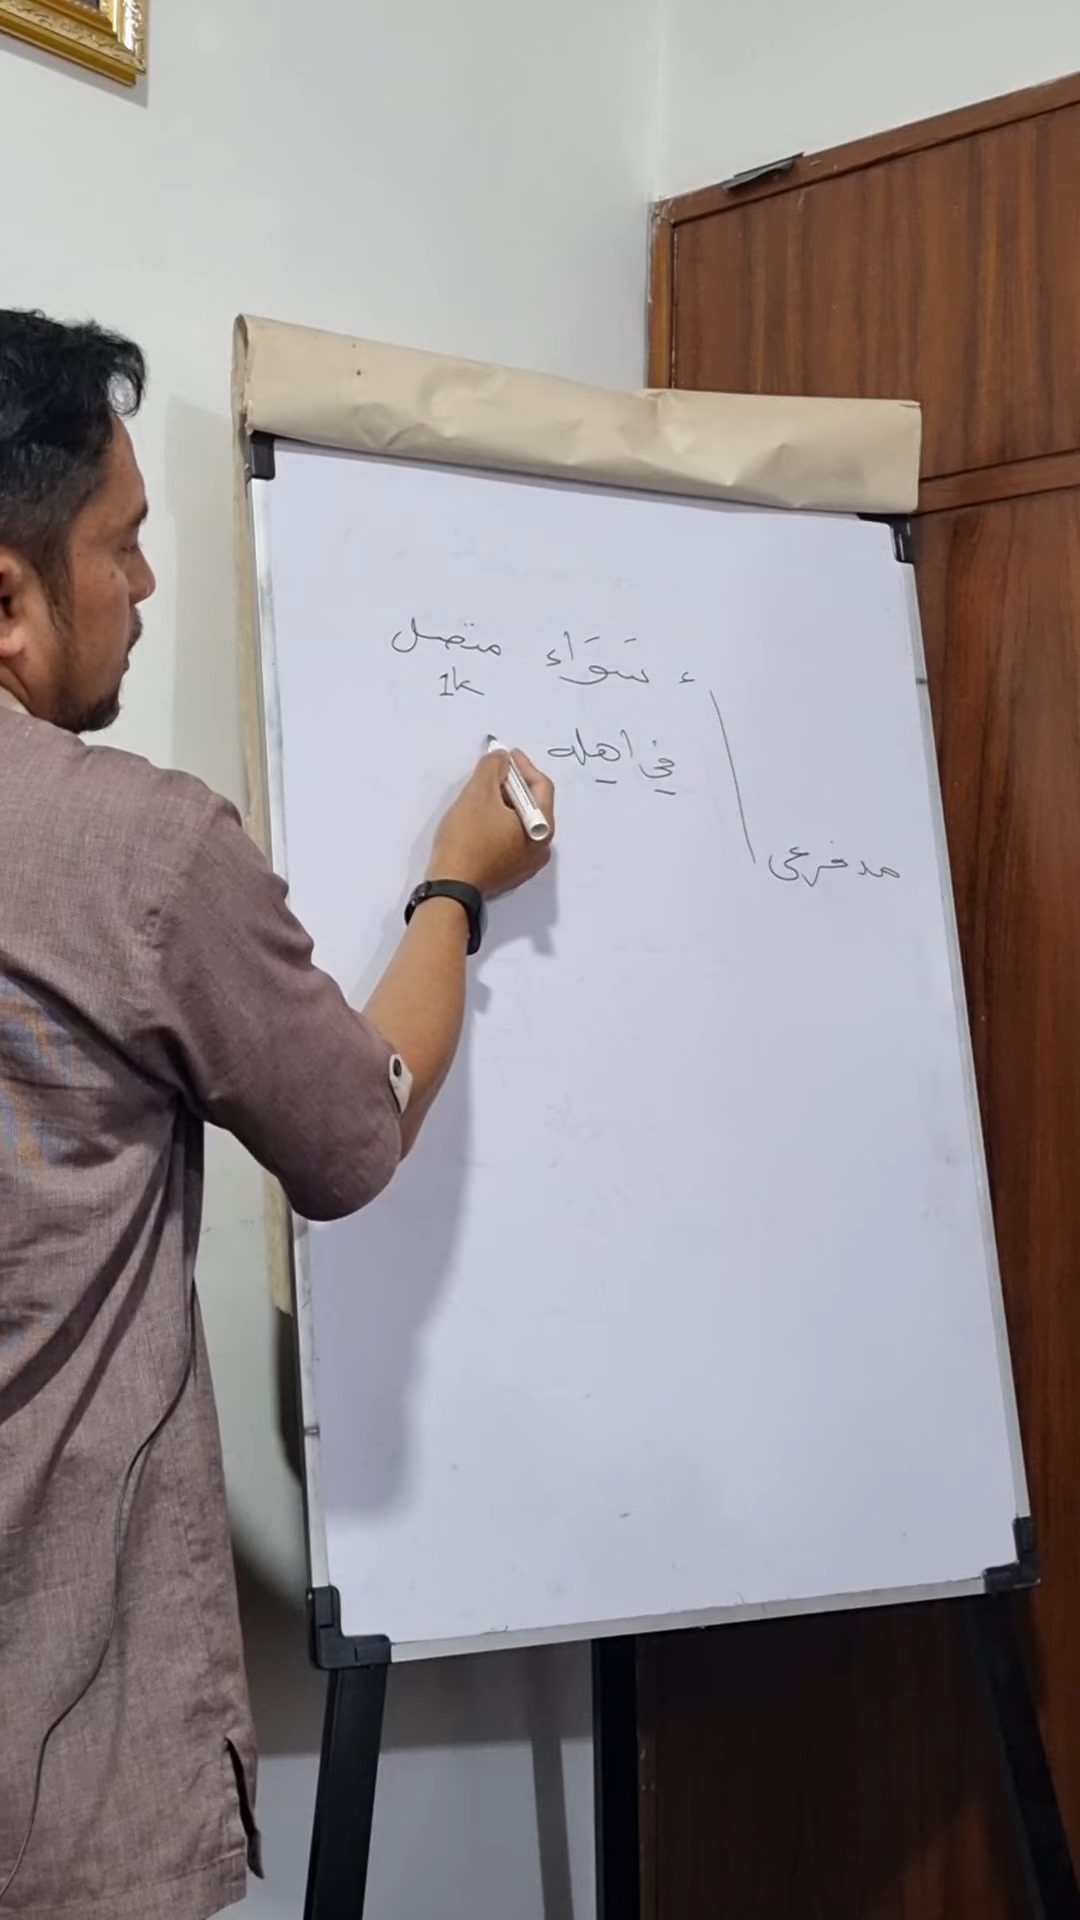 ء سَوَاء متصل
1k
في اهله
مد فرعي